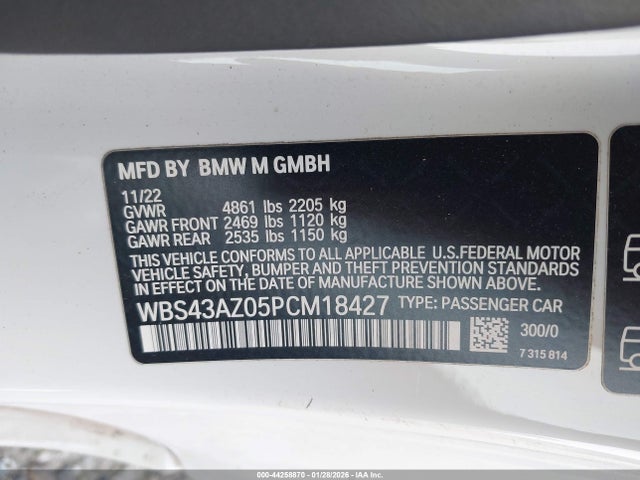 MFD BY BMW M GMBH
11/22
GVWR 4861 lbs 2205 kg
GAWR FRONT 2469 lbs 1120 kg
GAWR REAR 2535 lbs 1150 kg
THIS VEHICLE CONFORMS TO ALL APPLICABLE U.S.FEDERAL MOTOR
VEHICLE SAFETY, BUMPER AND THEFT PREVENTION STANDARDS
IN EFFECT ON THE DATE OF MANUFACTURE SHOWN ABOVE.
WBS43AZ05PCM18427 TYPE: PASSENGER CAR
300/0
7 315 814
000-44258870 | 01/28/2026 - IAA Inc.